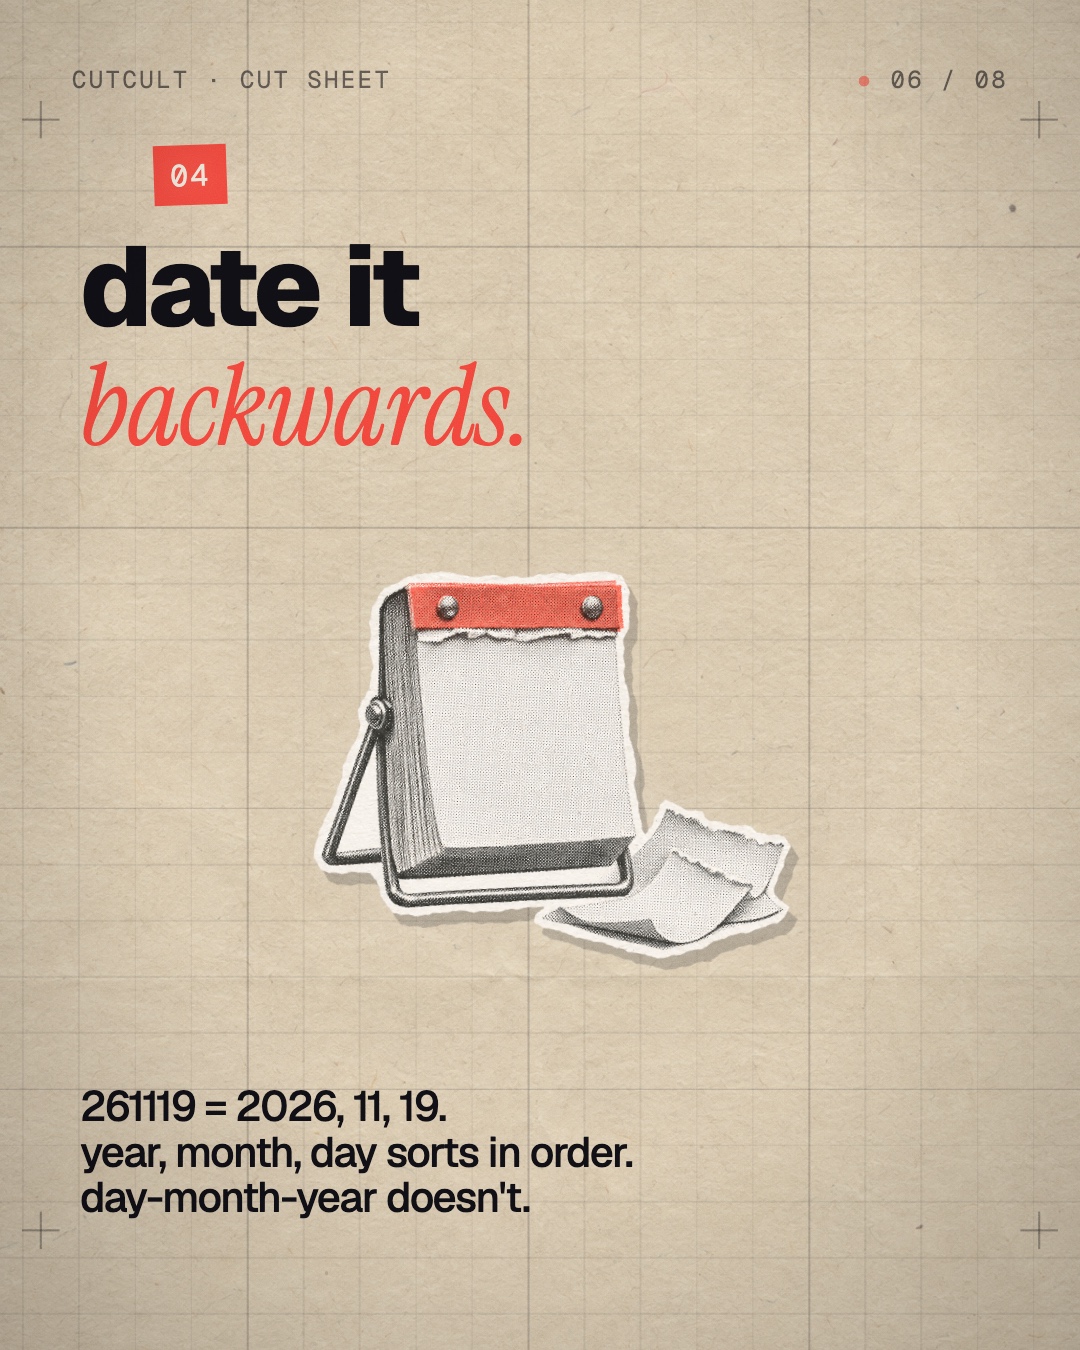 CUTCULT · CUT SHEET
06 / 08
04
date it
backwards.
261119 = 2026, 11, 19.
year, month, day sorts in order.
day-month-year doesn't.